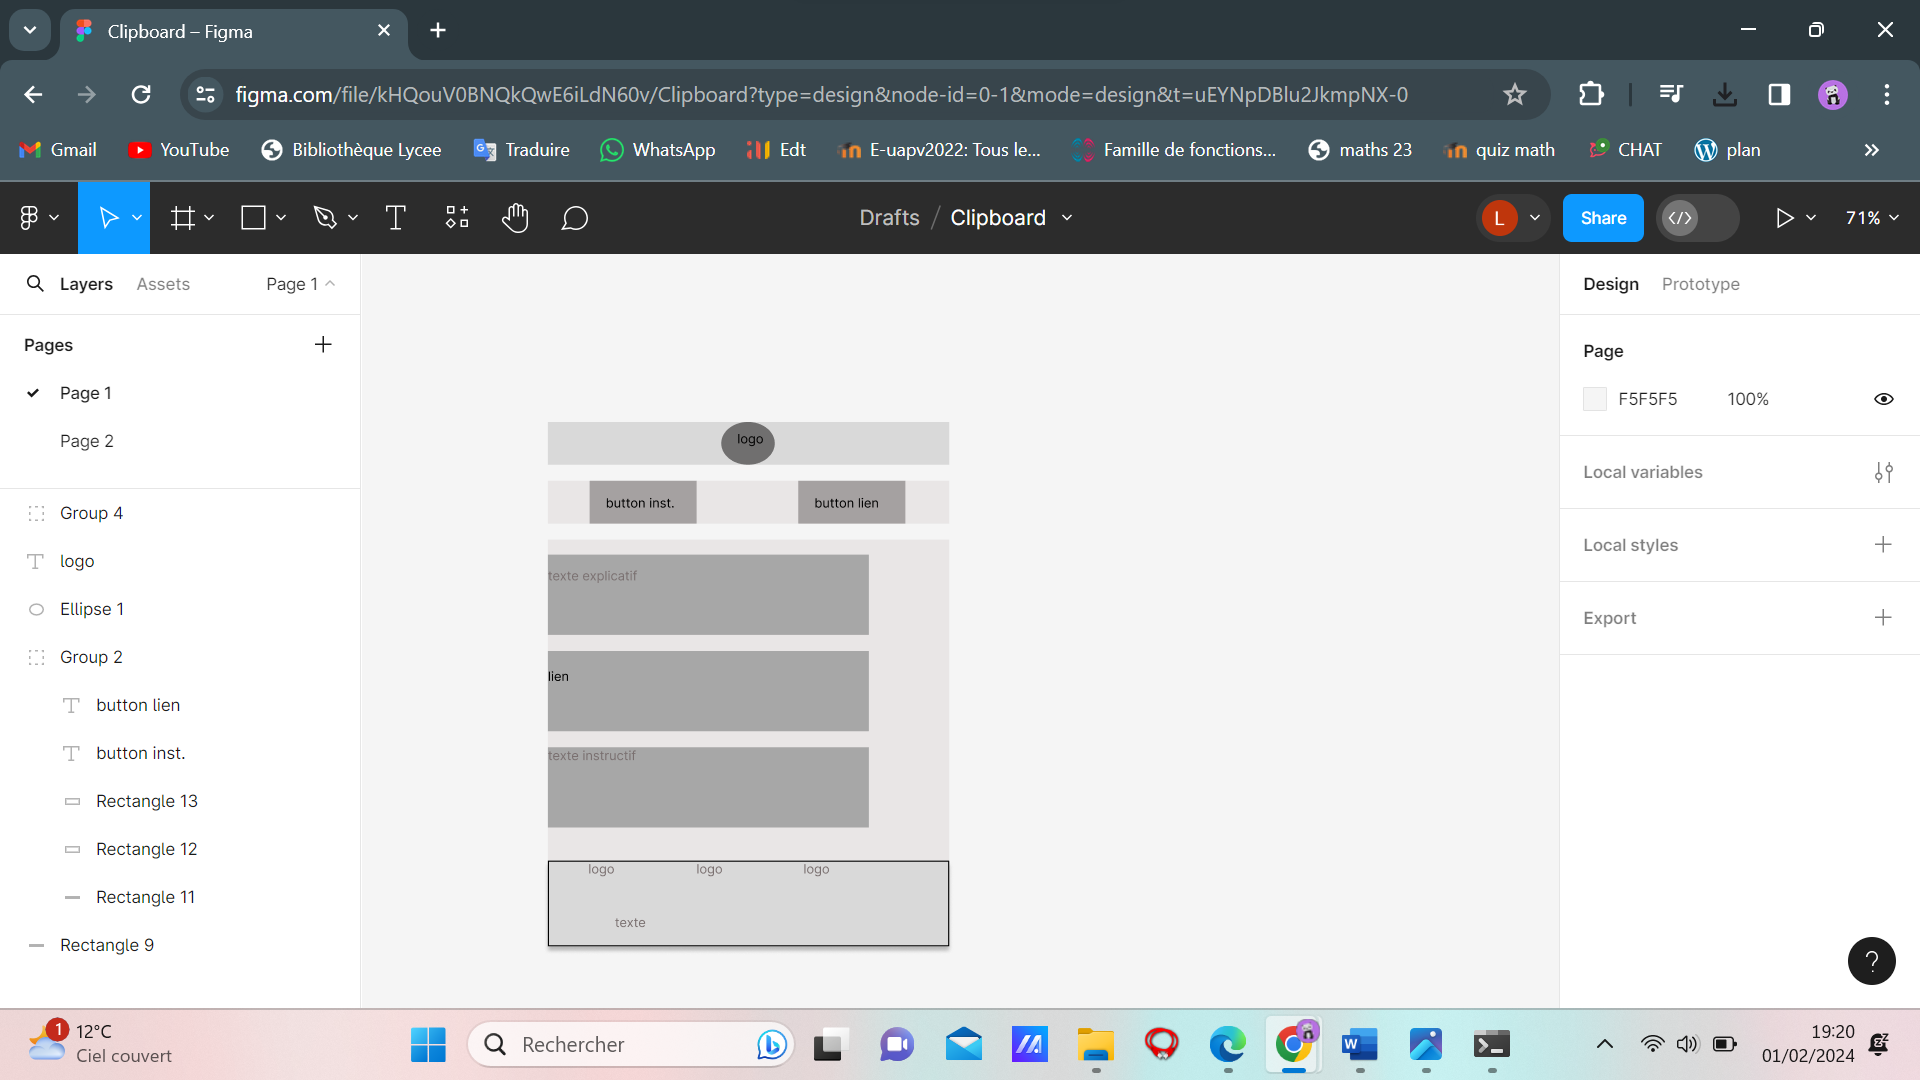 Clipboard – Figma
figma.com/file/kHQouV0BNQkQwE6iLdN60v/Clipboard?type=design&node-id=0-1&mode=design&t=uEYNpDBlu2JkmpNX-0
Gmail YouTube Bibliothèque Lycee Traduire WhatsApp Edt E-uapv2022: Tous le... Famille de fonctions... maths 23 quiz math CHAT plan »
Drafts / Clipboard L Share </> 71%
Layers Assets Page 1
Design Prototype
Pages
Page
Page 1
F5F5F5 100%
Page 2
Local variables
Local styles
Export
Group 4
logo
Ellipse 1
Group 2
button lien
button inst.
Rectangle 13
Rectangle 12
Rectangle 11
Rectangle 9
logo
button inst. button lien
texte explicatif
lien
texte instructif
logo logo logo
texte
?
1 12°C
Ciel couvert
Rechercher
W
19:20
01/02/2024